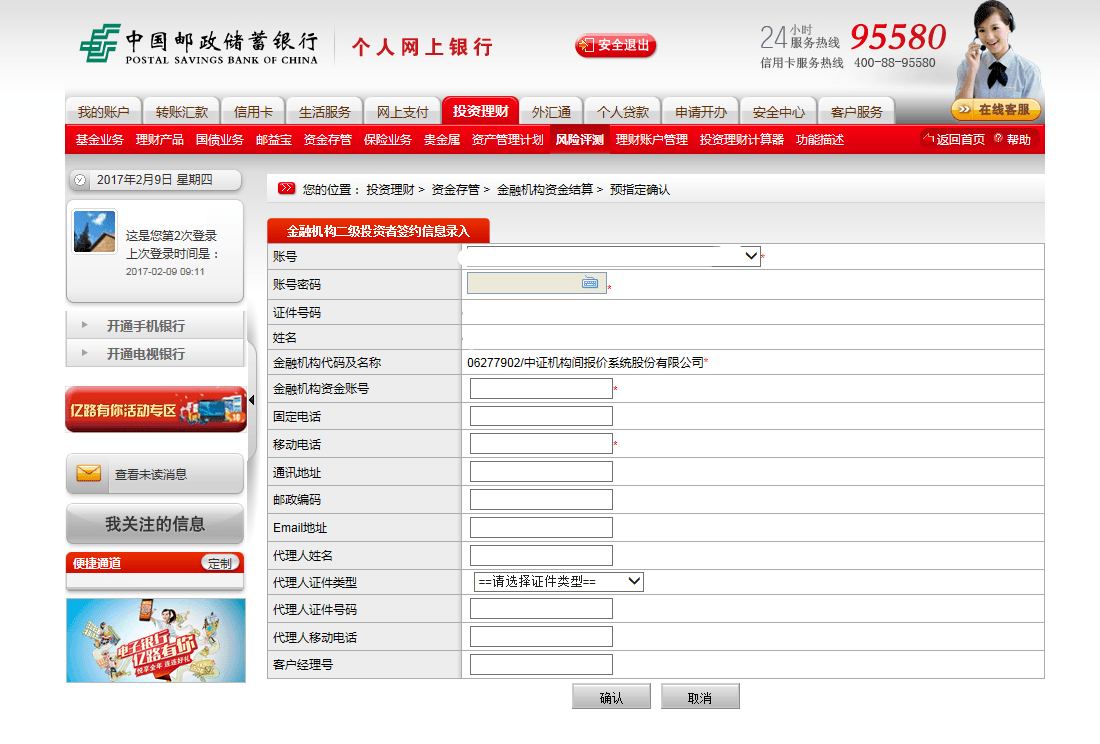 中国邮政储蓄银行
POSTAL SAVINGS BANK OF CHINA
个人网上银行
安全退出
24小时服务热线 95580
信用卡服务热线 400-88-95580
在线客服
我的账户 转账汇款 信用卡 生活服务 网上支付 投资理财 外汇通 个人贷款 申请开办 安全中心 客户服务
基金业务 理财产品 国债业务 邮益宝 资金存管 保险业务 贵金属 资产管理计划 风险评测 理财账户管理 投资理财计算器 功能描述 返回首页 帮助
2017年2月9日 星期四
这是您第2次登录
上次登录时间是：
2017-02-09 09:11
开通手机银行
开通电视银行
亿路有你活动专区
查看未读消息
我关注的信息
便捷通道 定制
电子银行
亿路有你
悦享全年 连连好礼
您的位置： 投资理财 > 资金存管 > 金融机构资金结算 > 预指定确认
金融机构二级投资者签约信息录入
账号 *
账号密码 *
证件号码
姓名
金融机构代码及名称 06277902/中证机构间报价系统股份有限公司*
金融机构资金账号 *
固定电话
移动电话 *
通讯地址
邮政编码
Email地址
代理人姓名
代理人证件类型 ==请选择证件类型==
代理人证件号码
代理人移动电话
客户经理号
确认 取消